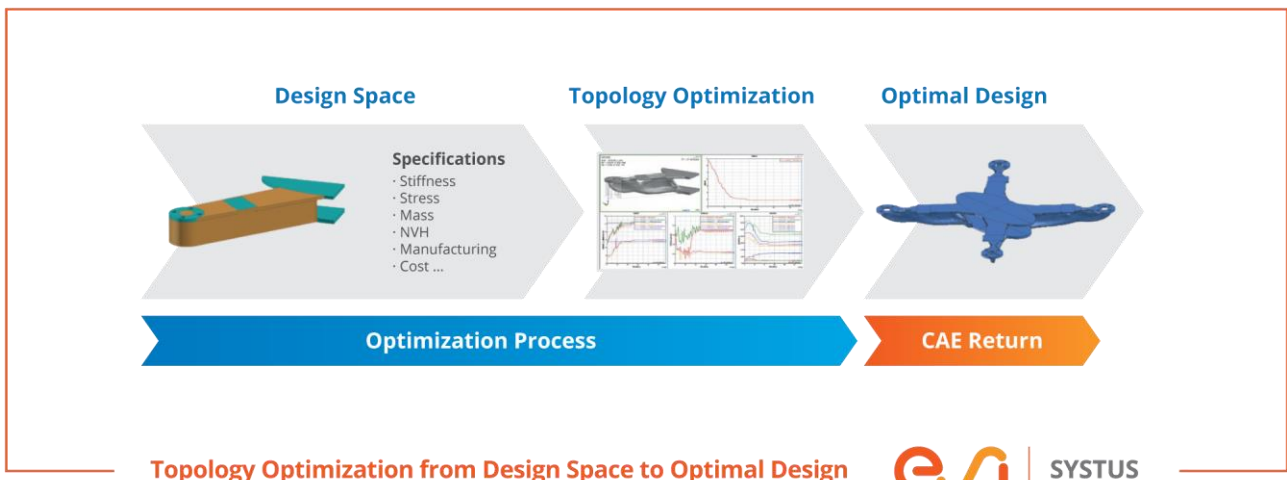 Design Space
Topology Optimization
Optimal Design
Specifications
· Stiffness
· Stress
· Mass
· NVH
· Manufacturing
· Cost ...
Optimization Process
CAE Return
Topology Optimization from Design Space to Optimal Design
esi
SYSTUS